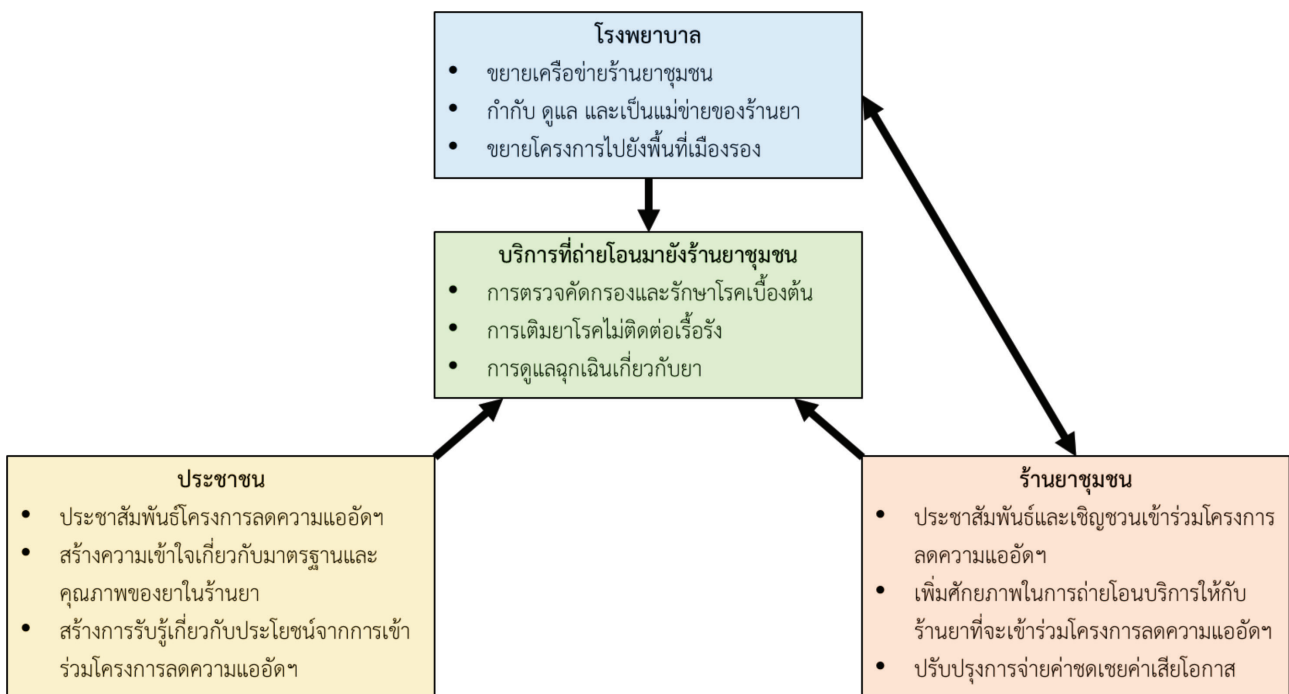 โรงพยาบาล
• ขยายเครือข่ายร้านยาชุมชน
• กำกับ ดูแล และเป็นแม่ข่ายของร้านยา
• ขยายโครงการไปยังพื้นที่เมืองรอง
บริการที่ถ่ายโอนมายังร้านยาชุมชน
• การตรวจคัดกรองและรักษาโรคเบื้องต้น
• การเติมยาโรคไม่ติดต่อเรื้อรัง
• การดูแลฉุกเฉินเกี่ยวกับยา
ประชาชน
• ประชาสัมพันธ์โครงการลดความแออัดฯ
• สร้างความเข้าใจเกี่ยวกับมาตรฐานและ
คุณภาพของยาในร้านยา
• สร้างการรับรู้เกี่ยวกับประโยชน์จากการเข้า
ร่วมโครงการลดความแออัดฯ
ร้านยาชุมชน
• ประชาสัมพันธ์และเชิญชวนเข้าร่วมโครงการ
ลดความแออัดฯ
• เพิ่มศักยภาพในการถ่ายโอนบริการให้กับ
ร้านยาที่จะเข้าร่วมโครงการลดความแออัดฯ
• ปรับปรุงการจ่ายค่าชดเชยค่าเสียโอกาส